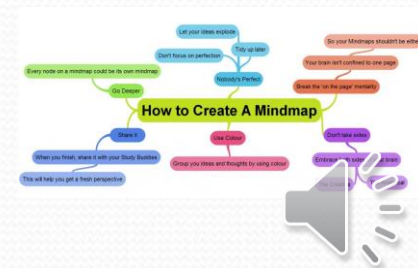 Let your ideas explode
Don't focus on perfection
Tidy up later
Nobody's Perfect
So your Mindmaps shouldn't be
Your brain isn't confined to one page
Break the 'on the page' mentality
Every node on a mindmap could be its own mindmap
Go Deeper
How to Create A Mindmap
Share it
When you finish, share it with your Study Buddies
This will help you get a fresh perspective
Use Colour
Group you ideas and thoughts by using colour
Don't take sides
Embrace both